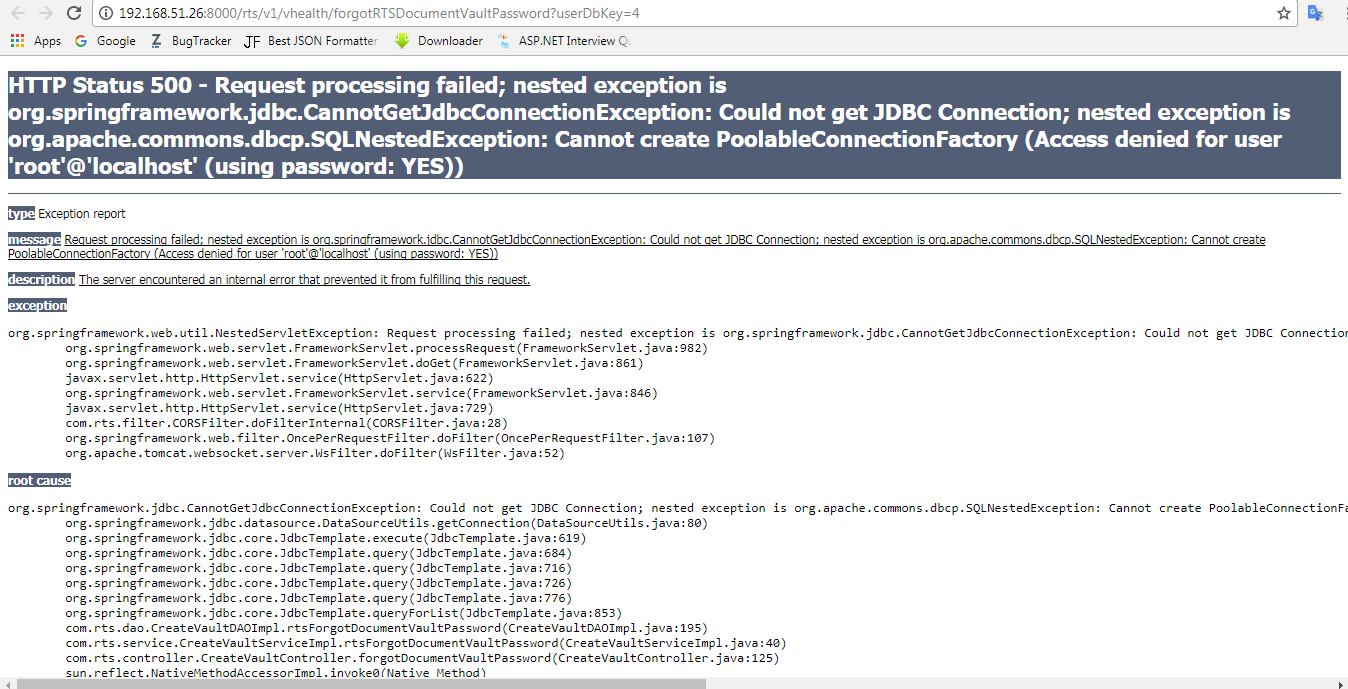 192.168.51.26:8000/rts/v1/vhealth/forgotRTSDocumentVaultPassword?userDbKey=4
Apps Google BugTracker JF Best JSON Formatter Downloader ASP.NET Interview Qu
HTTP Status 500 - Request processing failed; nested exception is
org.springframework.jdbc.CannotGetJdbcConnectionException: Could not get JDBC Connection; nested exception is
org.apache.commons.dbcp.SQLNestedException: Cannot create PoolableConnectionFactory (Access denied for user
'root'@'localhost' (using password: YES))
type Exception report
message Request processing failed; nested exception is org.springframework.jdbc.CannotGetJdbcConnectionException: Could not get JDBC Connection; nested exception is org.apache.commons.dbcp.SQLNestedException: Cannot create
PoolableConnectionFactory (Access denied for user 'root'@'localhost' (using password: YES))
description The server encountered an internal error that prevented it from fulfilling this request.
exception
org.springframework.web.util.NestedServletException: Request processing failed; nested exception is org.springframework.jdbc.CannotGetJdbcConnectionException: Could not get JDBC Connection
org.springframework.web.servlet.FrameworkServlet.processRequest(FrameworkServlet.java:982)
org.springframework.web.servlet.FrameworkServlet.doGet(FrameworkServlet.java:861)
javax.servlet.http.HttpServlet.service(HttpServlet.java:622)
org.springframework.web.servlet.FrameworkServlet.service(FrameworkServlet.java:846)
javax.servlet.http.HttpServlet.service(HttpServlet.java:729)
com.rts.filter.CORSFilter.doFilterInternal(CORSFilter.java:28)
org.springframework.web.filter.OncePerRequestFilter.doFilter(OncePerRequestFilter.java:107)
org.apache.tomcat.websocket.server.WsFilter.doFilter(WsFilter.java:52)
root cause
org.springframework.jdbc.CannotGetJdbcConnectionException: Could not get JDBC Connection; nested exception is org.apache.commons.dbcp.SQLNestedException: Cannot create PoolableConnectionFa
org.springframework.jdbc.datasource.DataSourceUtils.getConnection(DataSourceUtils.java:80)
org.springframework.jdbc.core.JdbcTemplate.execute(JdbcTemplate.java:619)
org.springframework.jdbc.core.JdbcTemplate.query(JdbcTemplate.java:684)
org.springframework.jdbc.core.JdbcTemplate.query(JdbcTemplate.java:716)
org.springframework.jdbc.core.JdbcTemplate.query(JdbcTemplate.java:726)
org.springframework.jdbc.core.JdbcTemplate.query(JdbcTemplate.java:776)
org.springframework.jdbc.core.JdbcTemplate.queryForList(JdbcTemplate.java:853)
com.rts.dao.CreateVaultDAOImpl.rtsForgotDocumentVaultPassword(CreateVaultDAOImpl.java:195)
com.rts.service.CreateVaultServiceImpl.rtsForgotDocumentVaultPassword(CreateVaultServiceImpl.java:40)
com.rts.controller.CreateVaultController.forgotDocumentVaultPassword(CreateVaultController.java:125)
sun.reflect.NativeMethodAccessorImpl.invoke0(Native Method)